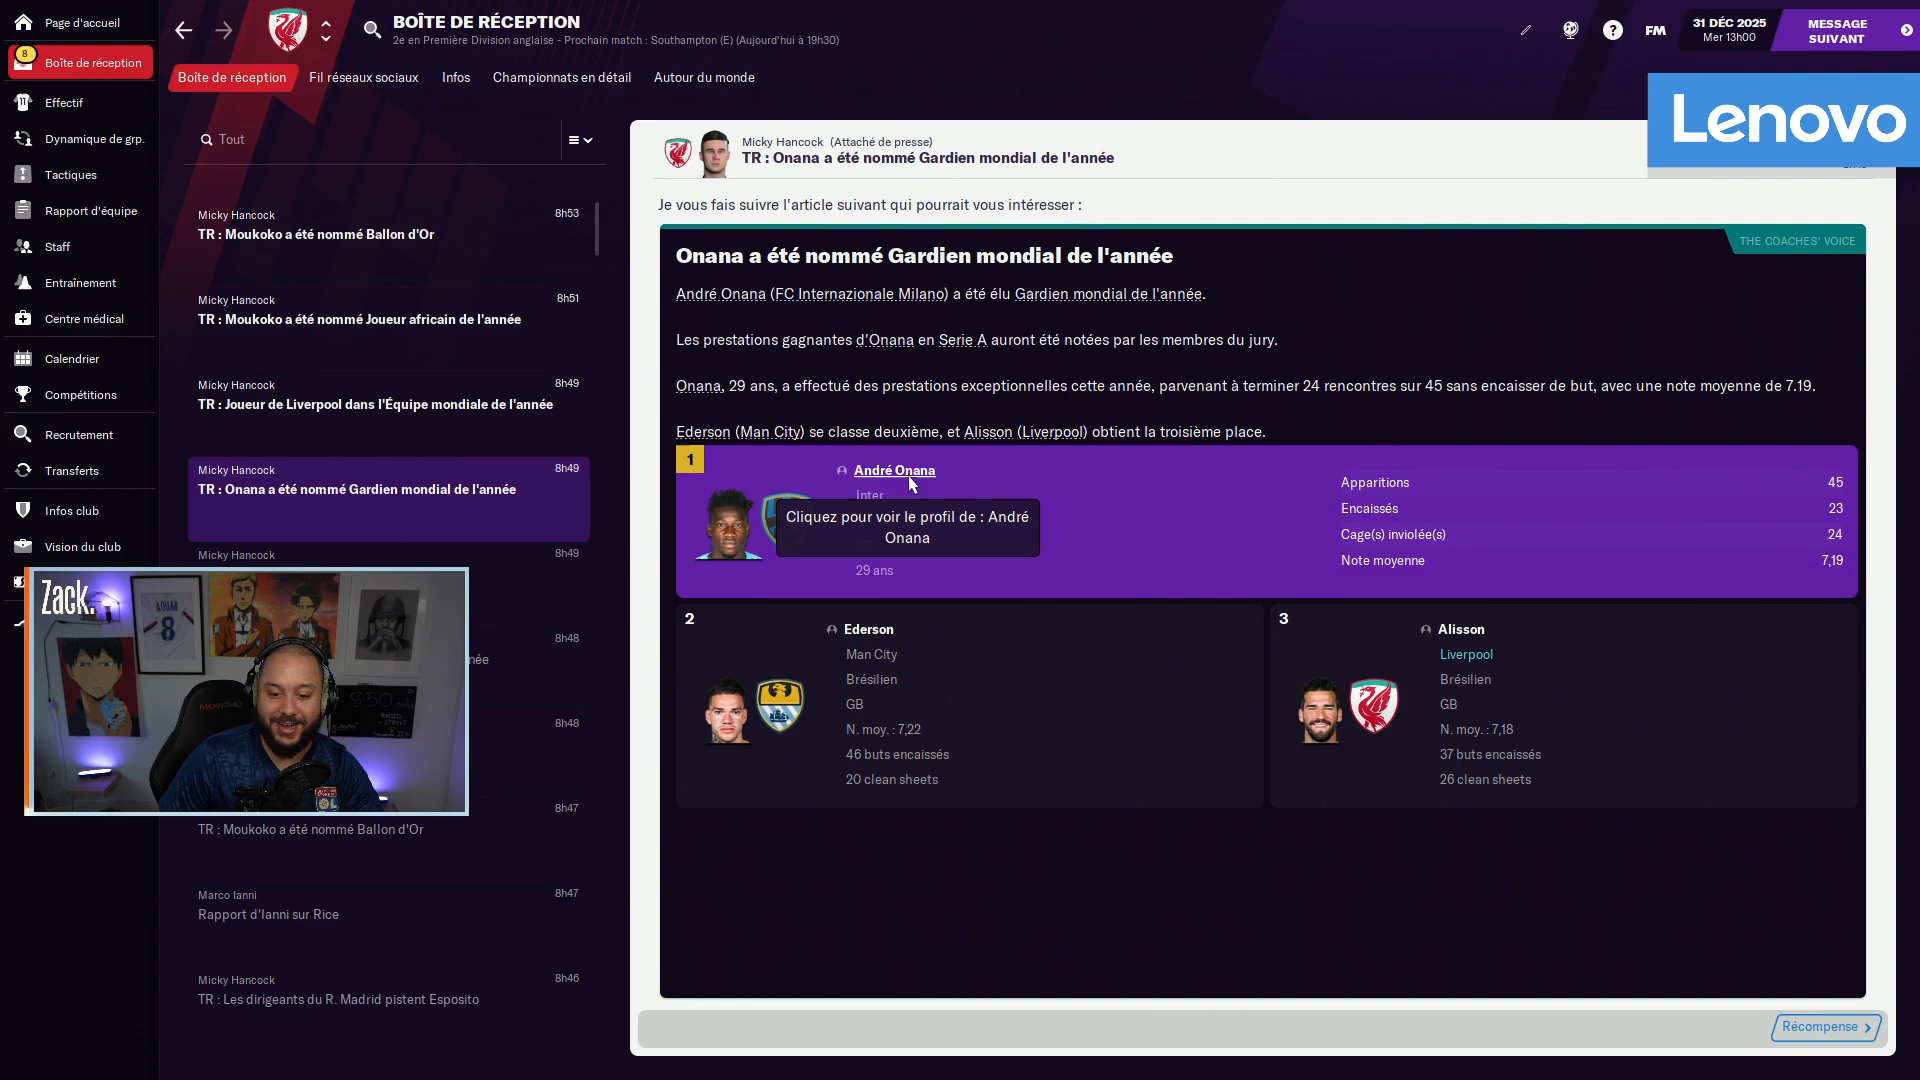 Page d'accueil
8
Boîte de réception
Effectif
Dynamique de grp.
Tactiques
Rapport d'équipe
Staff
Entraînement
Centre médical
Calendrier
Compétitions
Recrutement
Transferts
Infos club
Vision du club
BOÎTE DE RÉCEPTION
2e en Première Division anglaise - Prochain match : Southampton (E) (Aujourd'hui à 19h30)
FM
31 DÉC 2025
Mer 13h00
MESSAGE
SUIVANT
Boîte de réception
Fil réseaux sociaux
Infos
Championnats en détail
Autour du monde
Lenovo
Tout
Micky Hancock
8h53
TR : Moukoko a été nommé Ballon d'Or
Micky Hancock
8h51
TR : Moukoko a été nommé Joueur africain de l'année
Micky Hancock
8h49
TR : Joueur de Liverpool dans l'Équipe mondiale de l'année
Micky Hancock
8h49
TR : Onana a été nommé Gardien mondial de l'année
Micky Hancock
8h49
8h48
née
8h48
8h47
TR : Moukoko a été nommé Ballon d'Or
Marco Ianni
8h47
Rapport d'Ianni sur Rice
Micky Hancock
8h46
TR : Les dirigeants du R. Madrid pistent Esposito
Zack.
AOUAR
8
MAXNOMIC
850
Micky Hancock (Attaché de presse)
TR : Onana a été nommé Gardien mondial de l'année
Je vous fais suivre l'article suivant qui pourrait vous intéresser :
THE COACHES' VOICE
Onana a été nommé Gardien mondial de l'année
André Onana (FC Internazionale Milano) a été élu Gardien mondial de l'année.
Les prestations gagnantes d'Onana en Serie A auront été notées par les membres du jury.
Onana, 29 ans, a effectué des prestations exceptionnelles cette année, parvenant à terminer 24 rencontres sur 45 sans encaisser de but, avec une note moyenne de 7.19.
Ederson (Man City) se classe deuxième, et Alisson (Liverpool) obtient la troisième place.
1
André Onana
Inter
Cliquez pour voir le profil de : André
Onana
29 ans
Apparitions 45
Encaissés 23
Cage(s) inviolée(s) 24
Note moyenne 7,19
2
Ederson
Man City
Brésilien
GB
N. moy. : 7,22
46 buts encaissés
20 clean sheets
3
Alisson
Liverpool
Brésilien
GB
N. moy. : 7,18
37 buts encaissés
26 clean sheets
Récompense